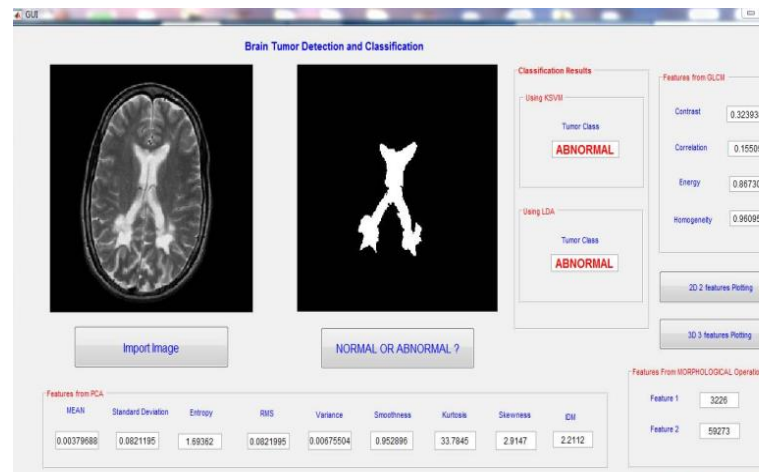 GUI
Brain Tumor Detection and Classification
Classification Results
Using KSVM
Tumor Class
ABNORMAL
Using LDA
Tumor Class
ABNORMAL
Features from GLCM
Contrast 0.32393
Correlation 0.1550
Energy 0.86730
Homogeneity 0.96095
2D 2 features Plotting
3D 3 features Plotting
Import Image
NORMAL OR ABNORMAL ?
Features from PCA
MEAN Standard Deviation Entropy RMS Variance Smoothness Kurtosis Skewness IDM
0.00379688 0.0821195 1.69362 0.0821995 0.00675504 0.952896 33.7845 2.9147 2.2112
Features From MORPHOLOGICAL Operatio
Feature 1 3226
Feature 2 59273